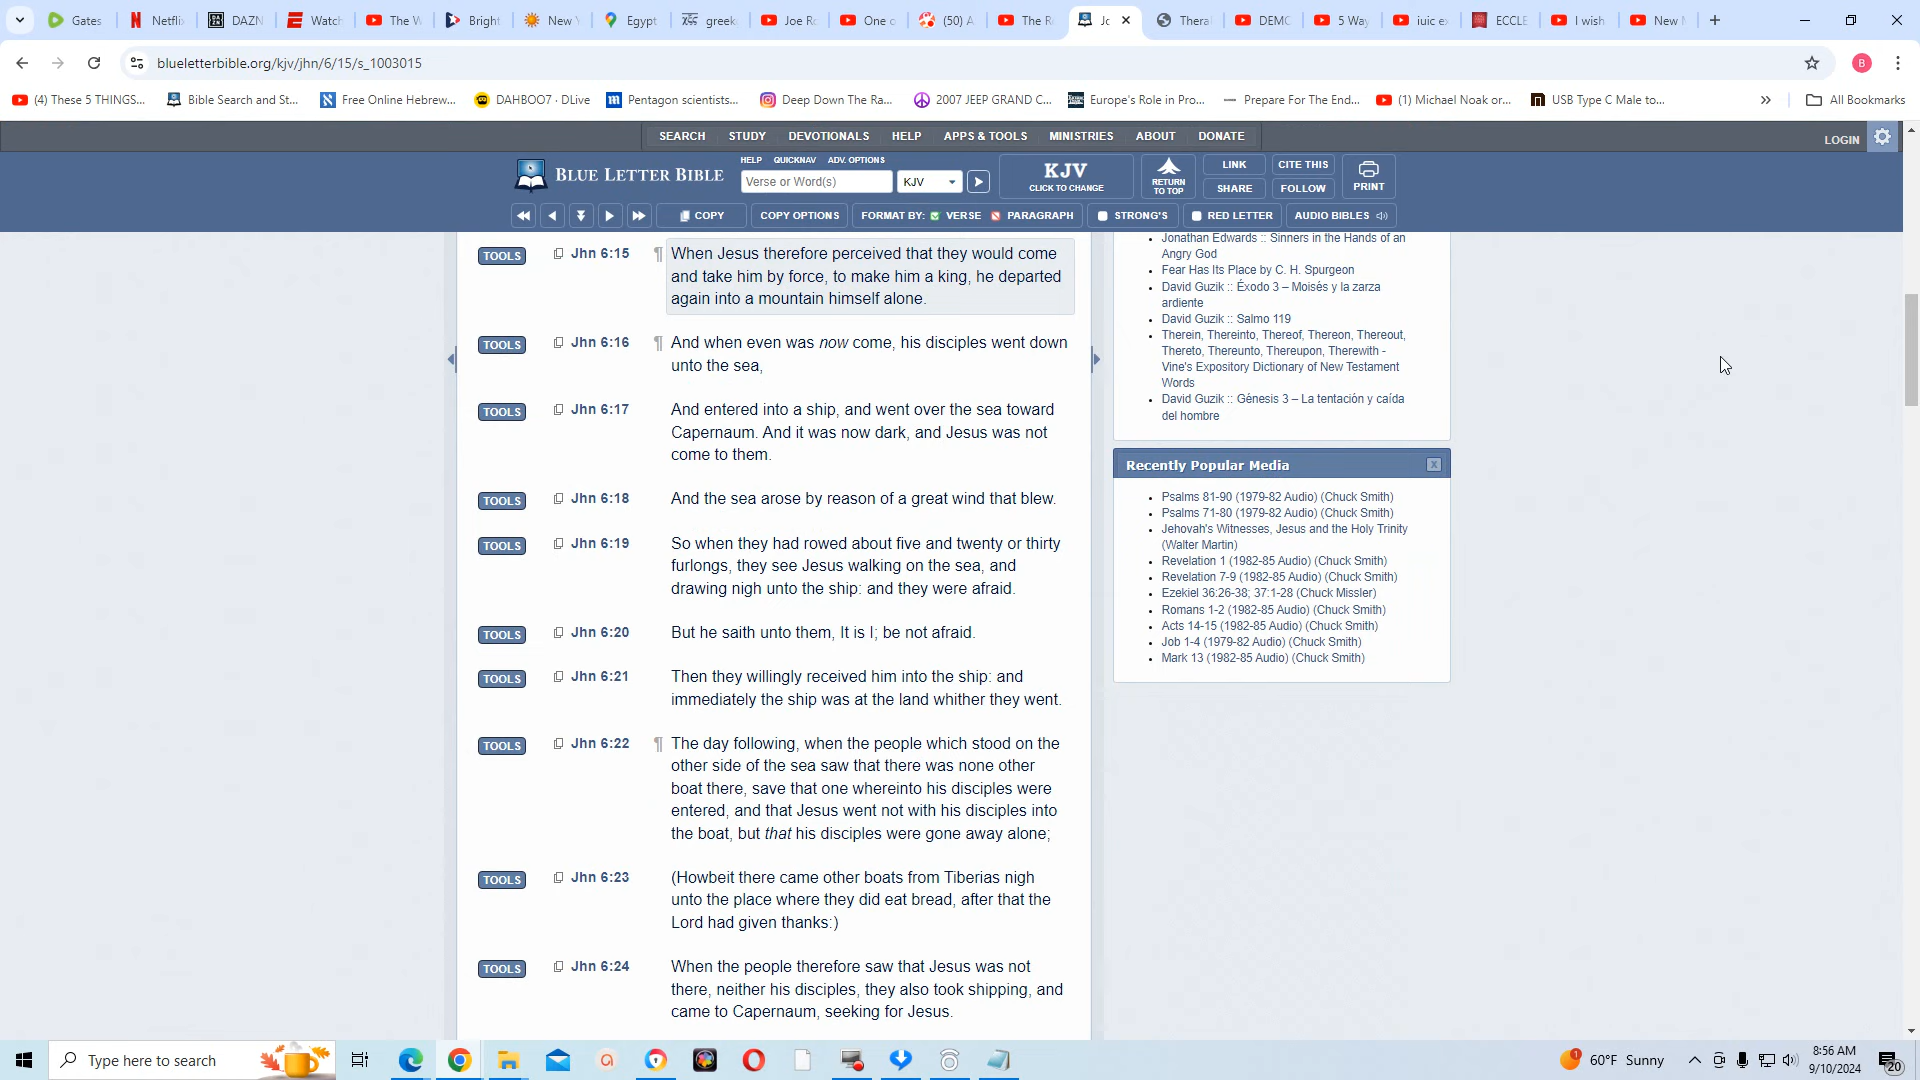 Gates
Netfli
DAZN
Watch
The W
Bright
New Y
Egypt
greek
Joe Ro
One o
(50) A
The R
Jo
Theral
DEMC
5 Way
iuic ex
ECCLE
I wish
New M
blueletterbible.org/kjv/jhn/6/15/s_1003015
B
(4) These 5 THINGS...
Bible Search and St...
Free Online Hebrew...
DAHBOO7 · DLive
Pentagon scientists...
Deep Down The Ra...
2007 JEEP GRAND C...
Europe's Role in Pro...
Prepare For The End...
(1) Michael Noak or...
USB Type C Male to...
All Bookmarks
SEARCH STUDY DEVOTIONALS HELP APPS & TOOLS MINISTRIES ABOUT DONATE
LOGIN
BLUE LETTER BIBLE
HELP QUICKNAV ADV. OPTIONS
Verse or Word(s)
KJV
KJV
CLICK TO CHANGE
RETURN
TO TOP
LINK
CITE THIS
SHARE
FOLLOW
PRINT
COPY
COPY OPTIONS
FORMAT BY: VERSE PARAGRAPH
STRONG'S
RED LETTER
AUDIO BIBLES
TOOLS Jhn 6:15 ¶ When Jesus therefore perceived that they would come
and take him by force, to make him a king, he departed
again into a mountain himself alone.
TOOLS Jhn 6:16 ¶ And when even was now come, his disciples went down
unto the sea,
TOOLS Jhn 6:17 And entered into a ship, and went over the sea toward
Capernaum. And it was now dark, and Jesus was not
come to them.
TOOLS Jhn 6:18 And the sea arose by reason of a great wind that blew.
TOOLS Jhn 6:19 So when they had rowed about five and twenty or thirty
furlongs, they see Jesus walking on the sea, and
drawing nigh unto the ship: and they were afraid.
TOOLS Jhn 6:20 But he saith unto them, It is I; be not afraid.
TOOLS Jhn 6:21 Then they willingly received him into the ship: and
immediately the ship was at the land whither they went.
TOOLS Jhn 6:22 ¶ The day following, when the people which stood on the
other side of the sea saw that there was none other
boat there, save that one whereinto his disciples were
entered, and that Jesus went not with his disciples into
the boat, but that his disciples were gone away alone;
TOOLS Jhn 6:23 (Howbeit there came other boats from Tiberias nigh
unto the place where they did eat bread, after that the
Lord had given thanks:)
TOOLS Jhn 6:24 When the people therefore saw that Jesus was not
there, neither his disciples, they also took shipping, and
came to Capernaum, seeking for Jesus.
Jonathan Edwards :: Sinners in the Hands of an
Angry God
Fear Has Its Place by C. H. Spurgeon
David Guzik :: Éxodo 3 – Moisés y la zarza
ardiente
David Guzik :: Salmo 119
Therein, Thereinto, Thereof, Thereon, Thereout,
Thereto, Thereunto, Thereupon, Therewith -
Vine's Expository Dictionary of New Testament
Words
David Guzik :: Génesis 3 – La tentación y caída
del hombre
Recently Popular Media
x
Psalms 81-90 (1979-82 Audio) (Chuck Smith)
Psalms 71-80 (1979-82 Audio) (Chuck Smith)
Jehovah's Witnesses, Jesus and the Holy Trinity
(Walter Martin)
Revelation 1 (1982-85 Audio) (Chuck Smith)
Revelation 7-9 (1982-85 Audio) (Chuck Smith)
Ezekiel 36:26-38; 37:1-28 (Chuck Missler)
Romans 1-2 (1982-85 Audio) (Chuck Smith)
Acts 14-15 (1982-85 Audio) (Chuck Smith)
Job 1-4 (1979-82 Audio) (Chuck Smith)
Mark 13 (1982-85 Audio) (Chuck Smith)
Type here to search
1
60°F Sunny
8:56 AM
9/10/2024
20